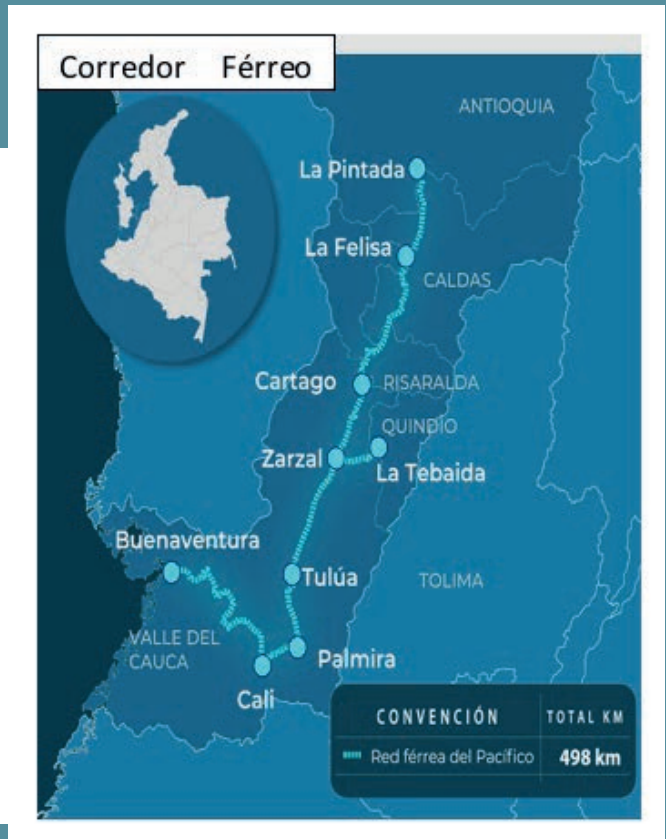 Corredor Férreo
ANTIOQUIA
La Pintada
La Felisa
CALDAS
Cartago
RISARALDA
QUINDÍO
Zarzal
La Tebaida
Buenaventura
Tulúa
TOLIMA
VALLE DEL
CAUCA
Palmira
Cali
CONVENCIÓN
TOTAL KM
Red férrea del Pacífico
498 km